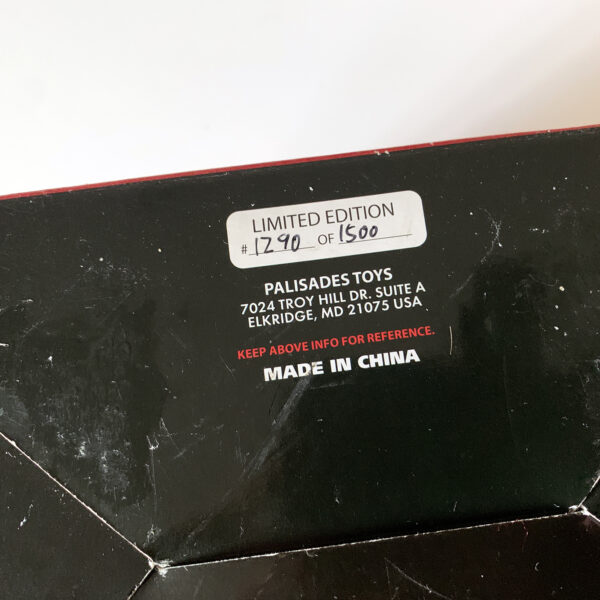 LIMITED EDITION
# 1290 OF 1500
PALISADES TOYS
7024 TROY HILL DR. SUITE A
ELKRIDGE, MD 21075 USA
KEEP ABOVE INFO FOR REFERENCE.
MADE IN CHINA